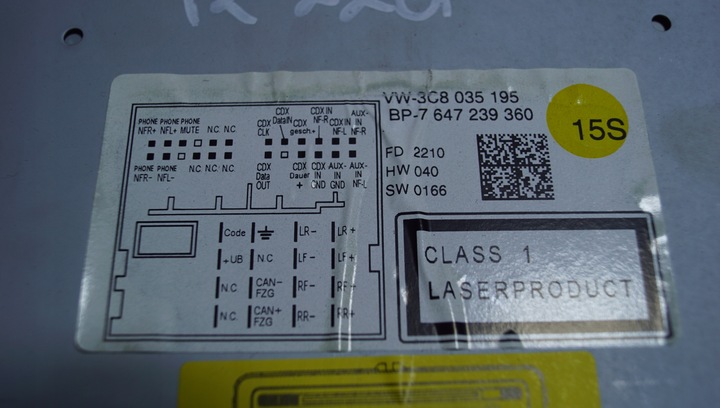 VW-3C8 035 195
BP-7 647 239 360
15S
FD 2210
HW 040
SW 0166
PHONE PHONE PHONE
NFR+ NFL+ MUTE N.C. N.C.
PHONE PHONE N.C. N.C. N.C.
NFR- NFL-
CDX CDX CDX IN AUX-
CLK DataIN gesch.+ NF-R CDX IN IN
NF-L NF-R
CDX CDX CDX AUX- AUX-
Data Dauer IN IN IN
OUT + GND GND NF-L
Code LR- LR+
+UB N.C. LF- LF+
N.C. CAN- RF- RF+
FZG
N.C. CAN+ RR- RR+
FZG
CLASS 1
LASERPRODUCT